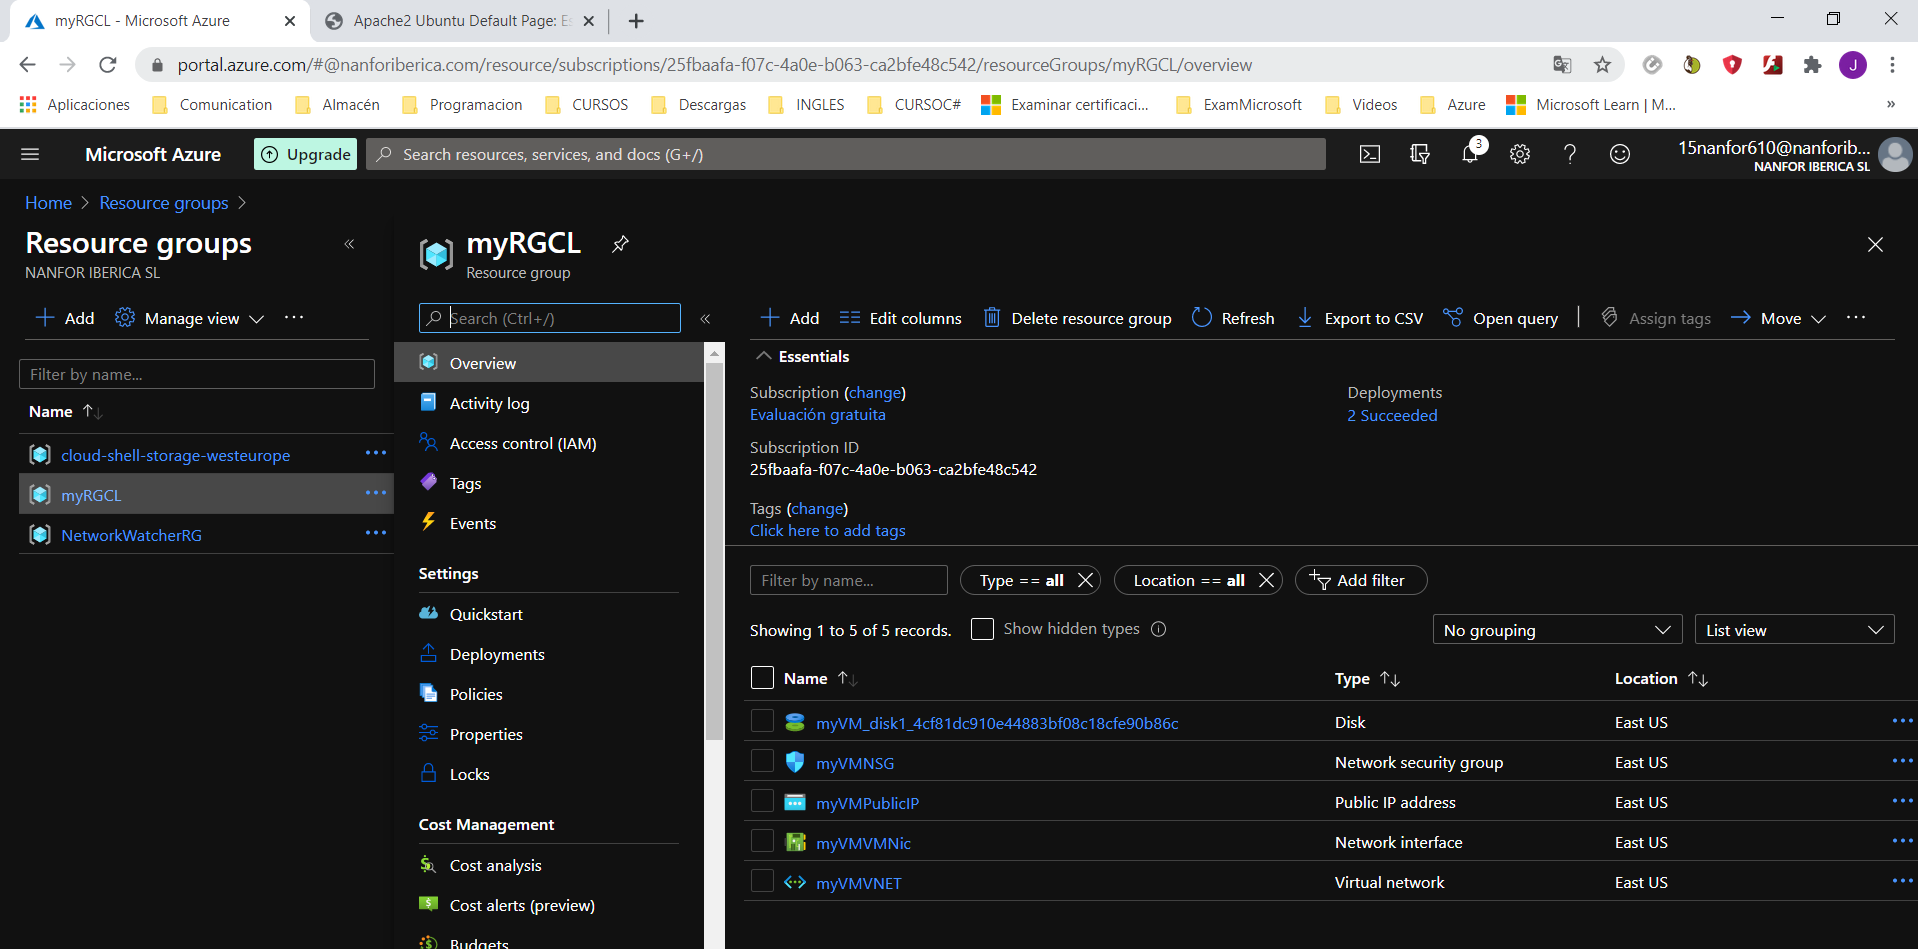 myRGCL - Microsoft Azure
Apache2 Ubuntu Default Page: Es
portal.azure.com/#@nanforiberica.com/resource/subscriptions/25fbaafa-f07c-4a0e-b063-ca2bfe48c542/resourceGroups/myRGCL/overview
J
Aplicaciones Comunication Almacén Programacion CURSOS Descargas INGLES CURSOC# Examinar certificaci... ExamMicrosoft Videos Azure Microsoft Learn | M... »
Microsoft Azure
Upgrade
Search resources, services, and docs (G+/)
3
15nanfor610@nanforib...
NANFOR IBERICA SL
Home > Resource groups >
Resource groups
NANFOR IBERICA SL
Add Manage view ...
Filter by name...
Name
cloud-shell-storage-westeurope
myRGCL
NetworkWatcherRG
myRGCL
Resource group
Search (Ctrl+/)
Overview
Activity log
Access control (IAM)
Tags
Events
Settings
Quickstart
Deployments
Policies
Properties
Locks
Cost Management
Cost analysis
Cost alerts (preview)
Budgets
Add Edit columns Delete resource group Refresh Export to CSV Open query Assign tags Move ...
Essentials
Subscription (change)
Evaluación gratuita
Subscription ID
25fbaafa-f07c-4a0e-b063-ca2bfe48c542
Tags (change)
Click here to add tags
Deployments
2 Succeeded
Filter by name... Type == all Location == all Add filter
Showing 1 to 5 of 5 records. Show hidden types No grouping List view
Name Type Location
myVM_disk1_4cf81dc910e44883bf08c18cfe90b86c Disk East US
myVMNSG Network security group East US
myVMPublicIP Public IP address East US
myVMVMNic Network interface East US
myVMVNET Virtual network East US